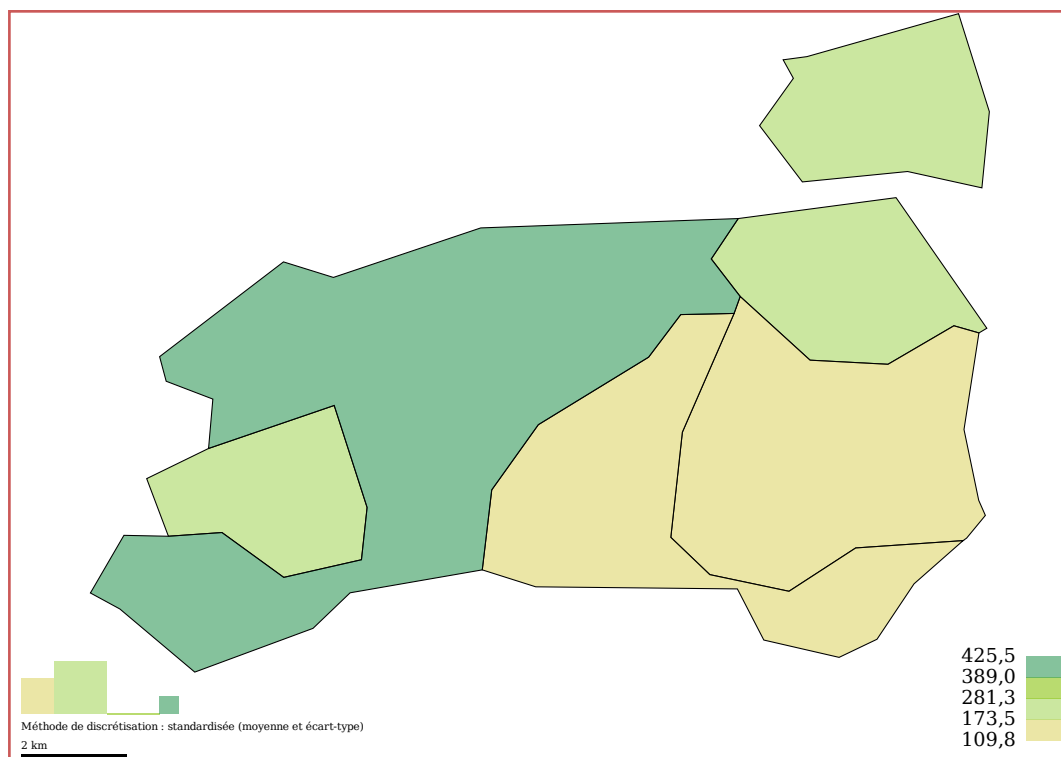 425,5
389,0
281,3
173,5
109,8
Méthode de discrétisation : standardisée (moyenne et écart-type)
2 km